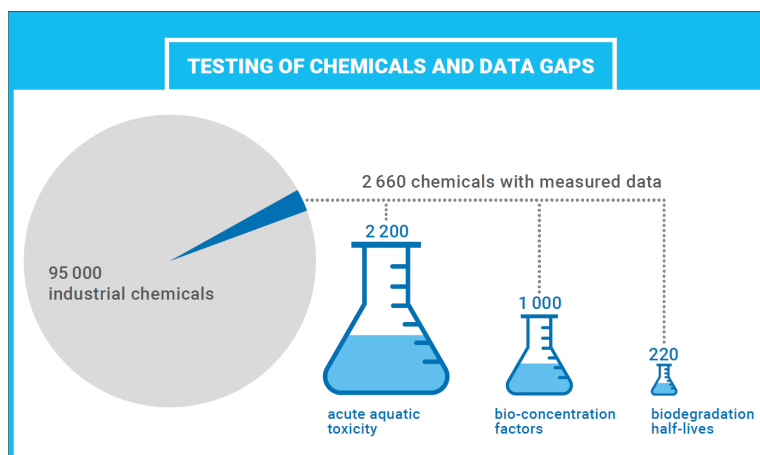 TESTING OF CHEMICALS AND DATA GAPS
2 660 chemicals with measured data
95 000
industrial chemicals
2 200
acute aquatic
toxicity
1 000
bio-concentration
factors
220
biodegradation
half-lives